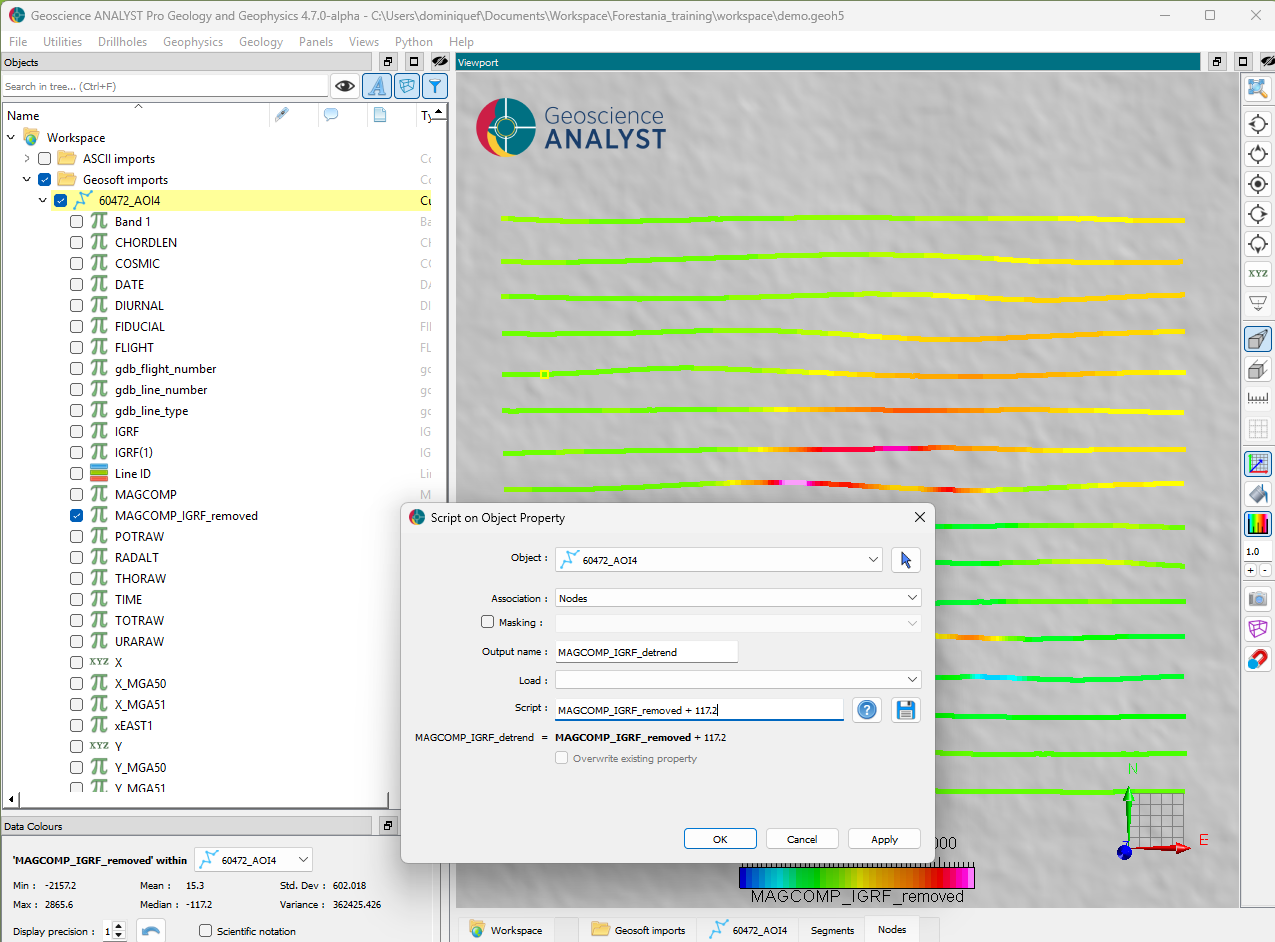 Geoscience ANALYST Pro Geology and Geophysics 4.7.0-alpha - C:\Users\dominiquef\Documents\Workspace\Forestania_training\workspace\demo.geoh5
File Utilities Drillholes Geophysics Geology Panels Views Python Help
Objects
Search in tree... (Ctrl+F)
Name
Ty
Workspace
ASCII imports
Co
Geosoft imports
Co
60472_AOI4
Cu
Band 1
Ba
CHORDLEN
CH
COSMIC
CO
DATE
DA
DIURNAL
DI
FIDUCIAL
FI
FLIGHT
FL
gdb_flight_number
gd
gdb_line_number
gd
gdb_line_type
gd
IGRF
IG
IGRF(1)
IG
Line ID
Li
MAGCOMP
M
MAGCOMP_IGRF_removed
POTRAW
RADALT
THORAW
TIME
TOTRAW
URARAW
XYZ X
X_MGA50
X_MGA51
xEAST1
XYZ Y
Y_MGA50
Y_MGA51
Data Colours
'MAGCOMP_IGRF_removed' within
60472_AOI4
Min : -2157.2 Mean : 15.3 Std. Dev : 602.018
Max : 2865.6 Median : -117.2 Variance : 362425.426
Display precision : 1
Scientific notation
Viewport
Geoscience
ANALYST
Script on Object Property
Object : 60472_AOI4
Association : Nodes
Masking :
Output name : MAGCOMP_IGRF_detrend
Load :
Script : MAGCOMP_IGRF_removed + 117.2
?
MAGCOMP_IGRF_detrend = MAGCOMP_IGRF_removed + 117.2
Overwrite existing property
OK Cancel Apply
000
MAGCOMP_IGRF_removed
N
Z
E
XYZ
1.0
+ -
Workspace Geosoft imports 60472_AOI4 Segments Nodes